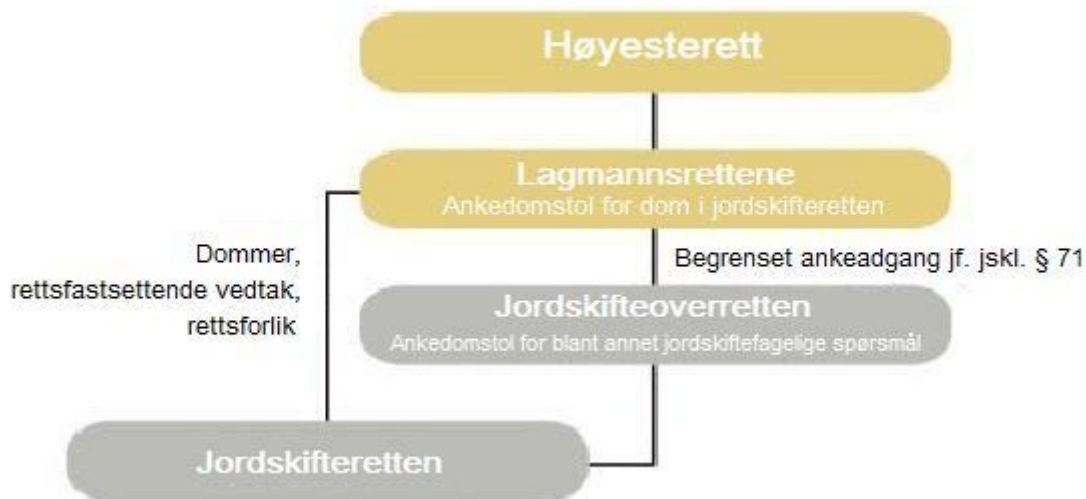 Høyesterett
Lagmannsrettene
Ankedomstol for dom i jordskifteretten
Dommer,
rettsfastsettende vedtak,
rettsforlik
Begrenset ankeadgang jf. jskl. § 71
Jordskifteoverretten
Ankedomstol for blant annet jordskiftefagelige spørsmål
Jordskifteretten